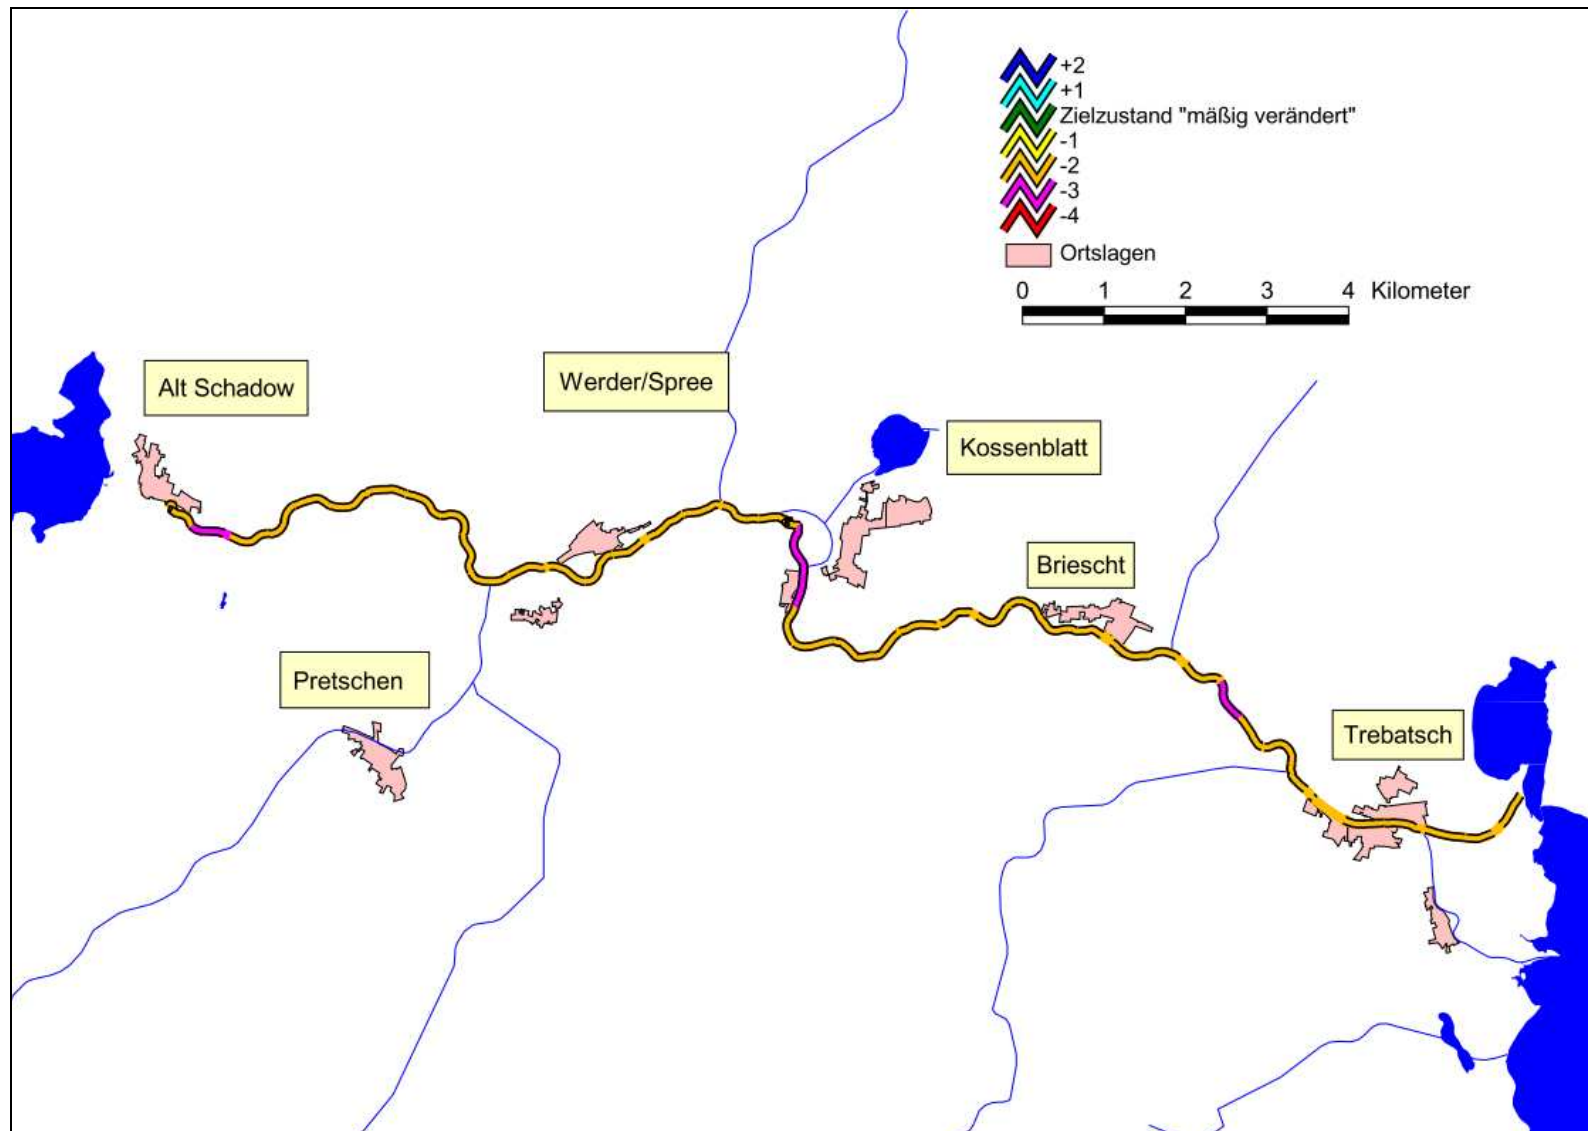 +2
+1
Zielzustand "mäßig verändert"
-1
-2
-3
-4
Ortslagen
0 1 2 3 4 Kilometer
Alt Schadow
Werder/Spree
Kossenblatt
Briescht
Pretschen
Trebatsch